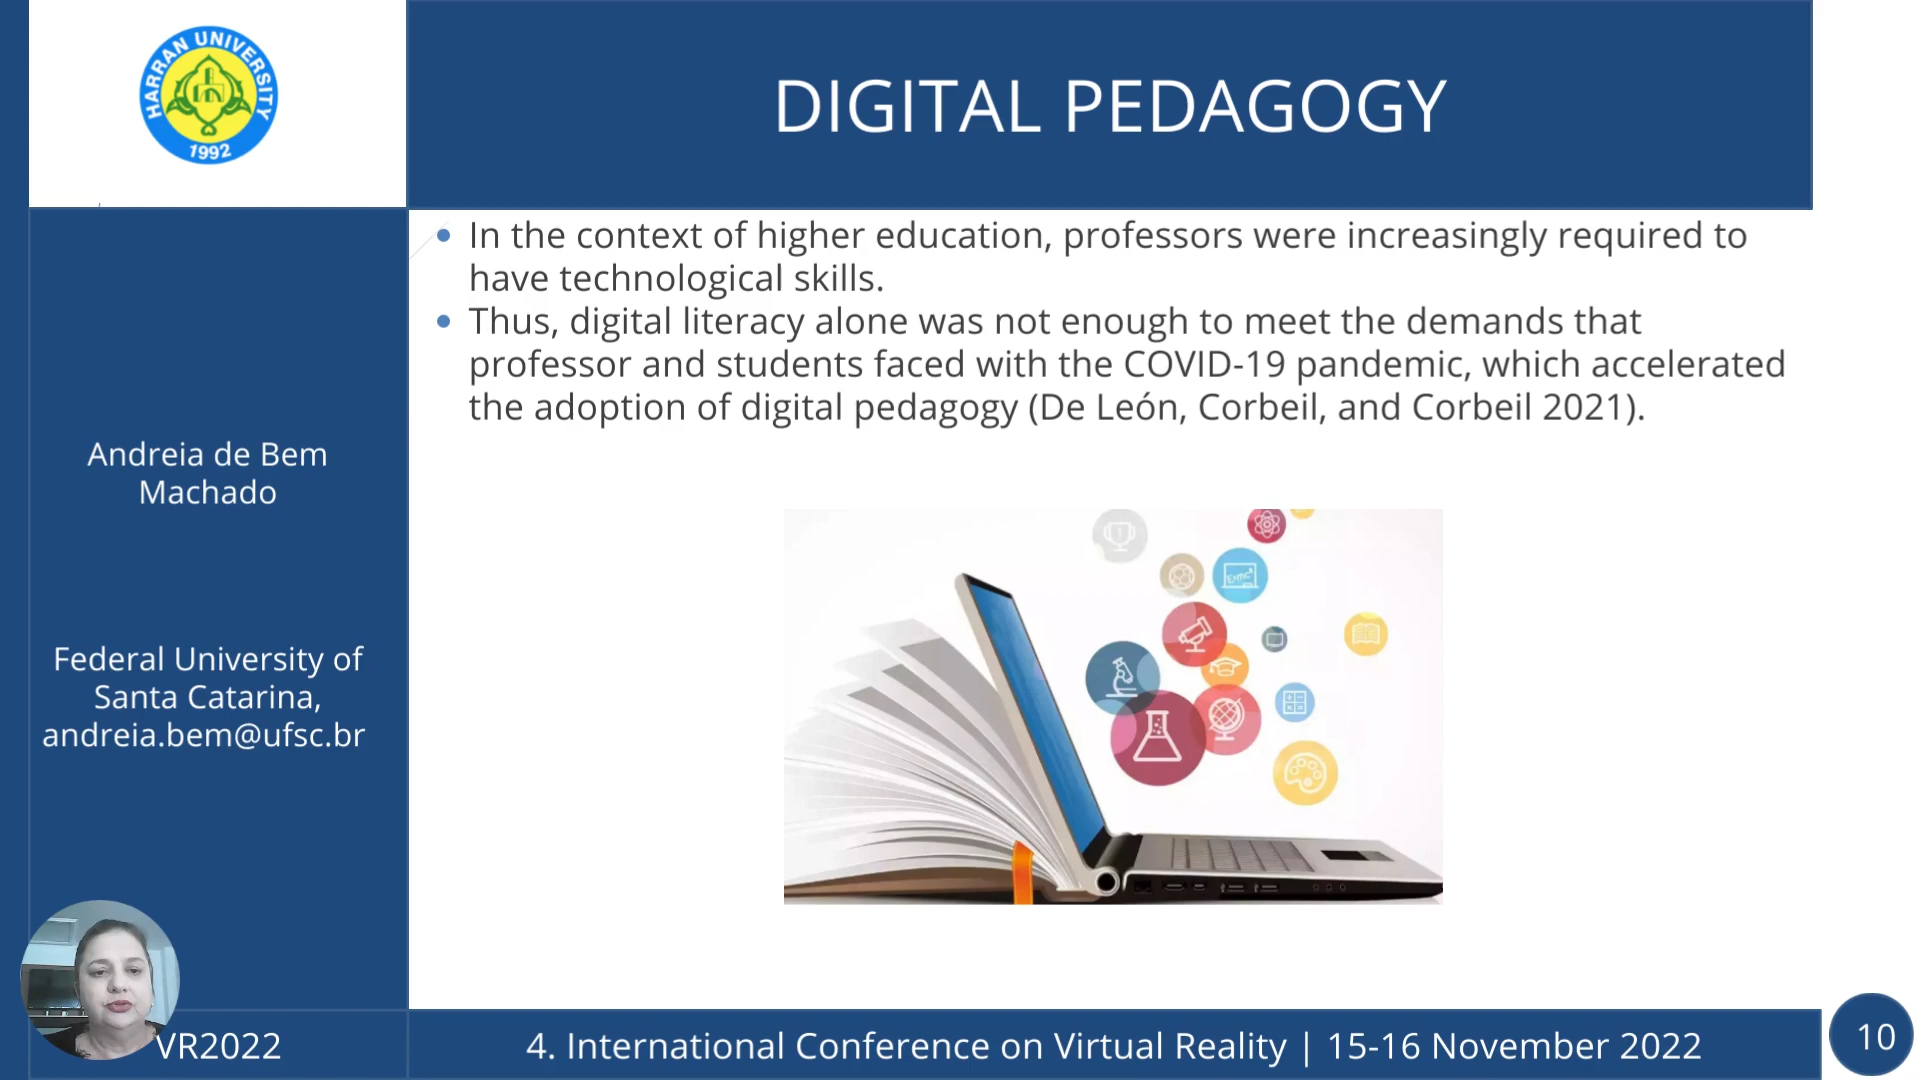 HARRAN UNIVERSITY
1992
DIGITAL PEDAGOGY
• In the context of higher education, professors were increasingly required to
have technological skills.
• Thus, digital literacy alone was not enough to meet the demands that
professor and students faced with the COVID-19 pandemic, which accelerated
the adoption of digital pedagogy (De León, Corbeil, and Corbeil 2021).
Andreia de Bem
Machado
Federal University of
Santa Catarina,
andreia.bem@ufsc.br
VR2022
4. International Conference on Virtual Reality | 15-16 November 2022
10